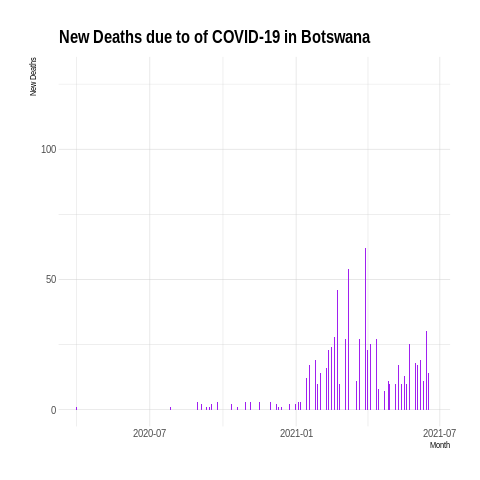 New Deaths due to of COVID-19 in Botswana
New Deaths
100
50
0
2020-07
2021-01
2021-07
Month